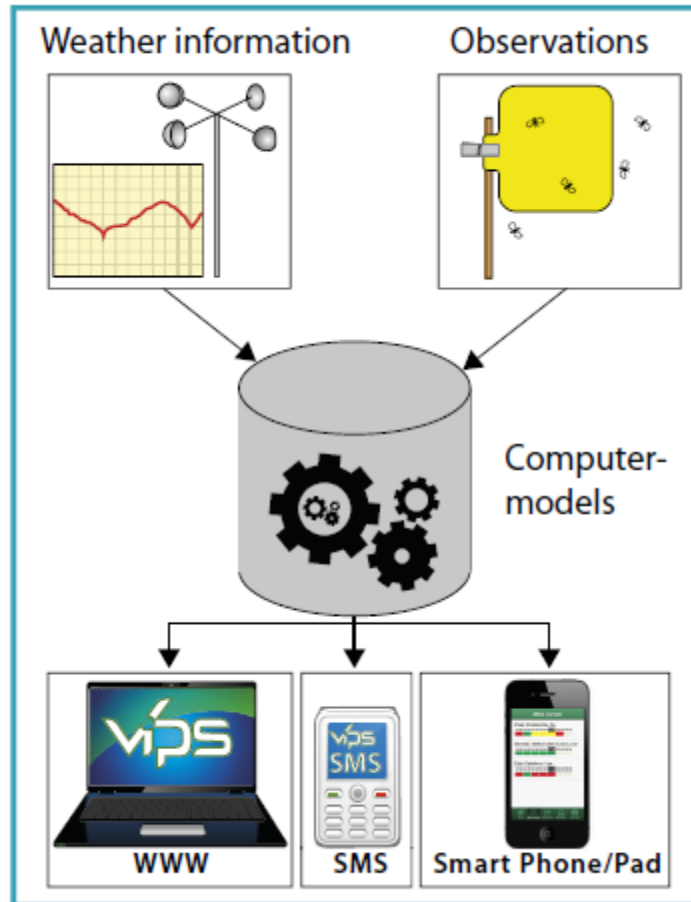 Weather information
Observations
Computer-
models
VIPS
VIPS
SMS
WWW
SMS
Smart Phone/Pad